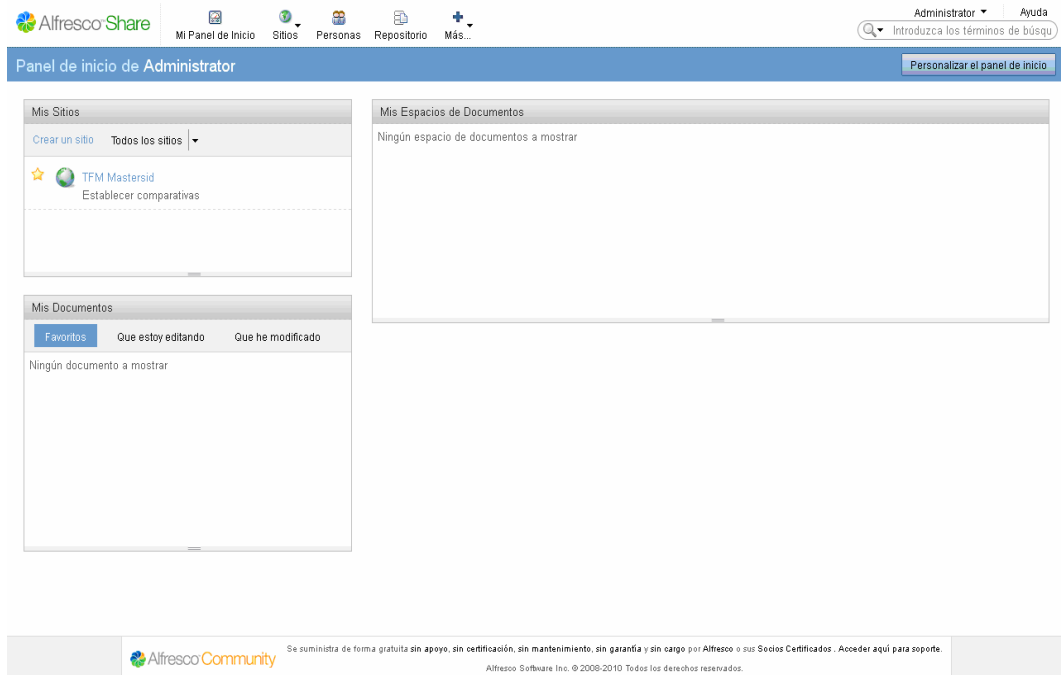 Alfresco Share
Mi Panel de Inicio
Sitios
Personas
Repositorio
Más...
Administrator
Ayuda
Introduzca los términos de búsqu
Panel de inicio de Administrator
Personalizar el panel de inicio
Mis Sitios
Crear un sitio
Todos los sitios
TFM Mastersid
Establecer comparativas
Mis Espacios de Documentos
Ningún espacio de documentos a mostrar
Mis Documentos
Favoritos
Que estoy editando
Que he modificado
Ningún documento a mostrar
Alfresco Community
Se suministra de forma gratuita sin apoyo, sin certificación, sin mantenimiento, sin garantía y sin cargo por Alfresco o sus Socios Certificados . Acceder aquí para soporte.
Alfresco Software Inc. © 2008-2010 Todos los derechos reservados.